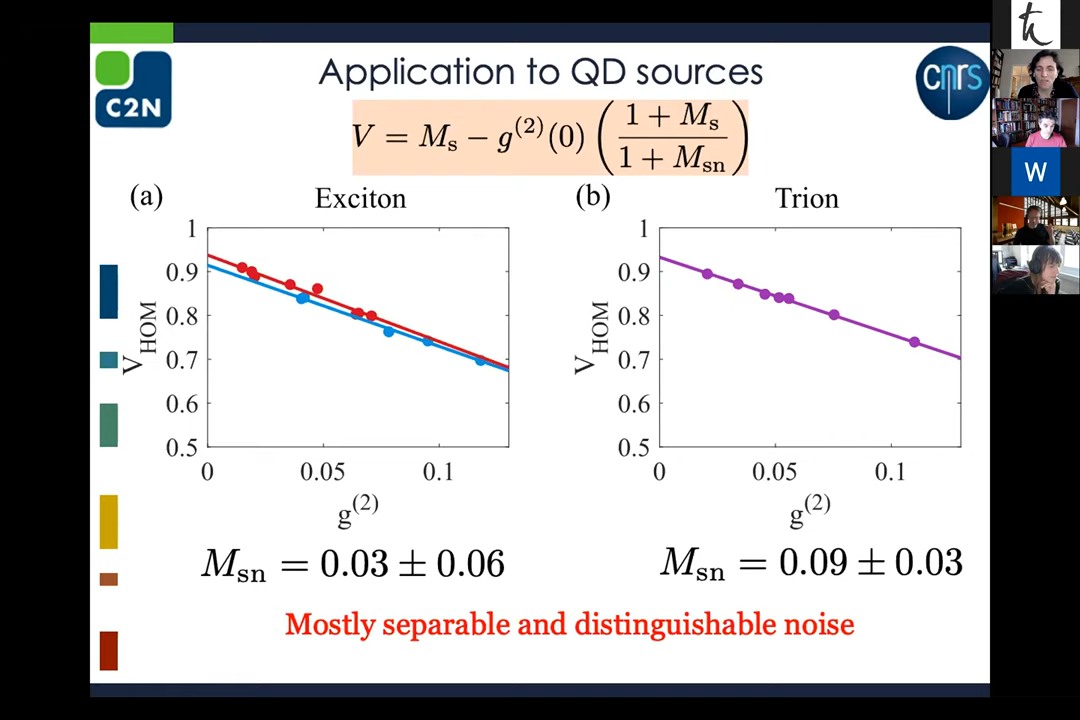 Application to QD sources
C2N
cnrs
V = M_s − g^(2)(0) ( (1 + M_s) / (1 + M_sn) )
(a)
Exciton
1
0.9
0.8
0.7
0.6
0.5
V_HOM
0 0.05 0.1
g^(2)
(b)
Trion
1
0.9
0.8
0.7
0.6
0.5
V_HOM
0 0.05 0.1
g^(2)
M_sn = 0.03 ± 0.06
M_sn = 0.09 ± 0.03
Mostly separable and distinguishable noise
W